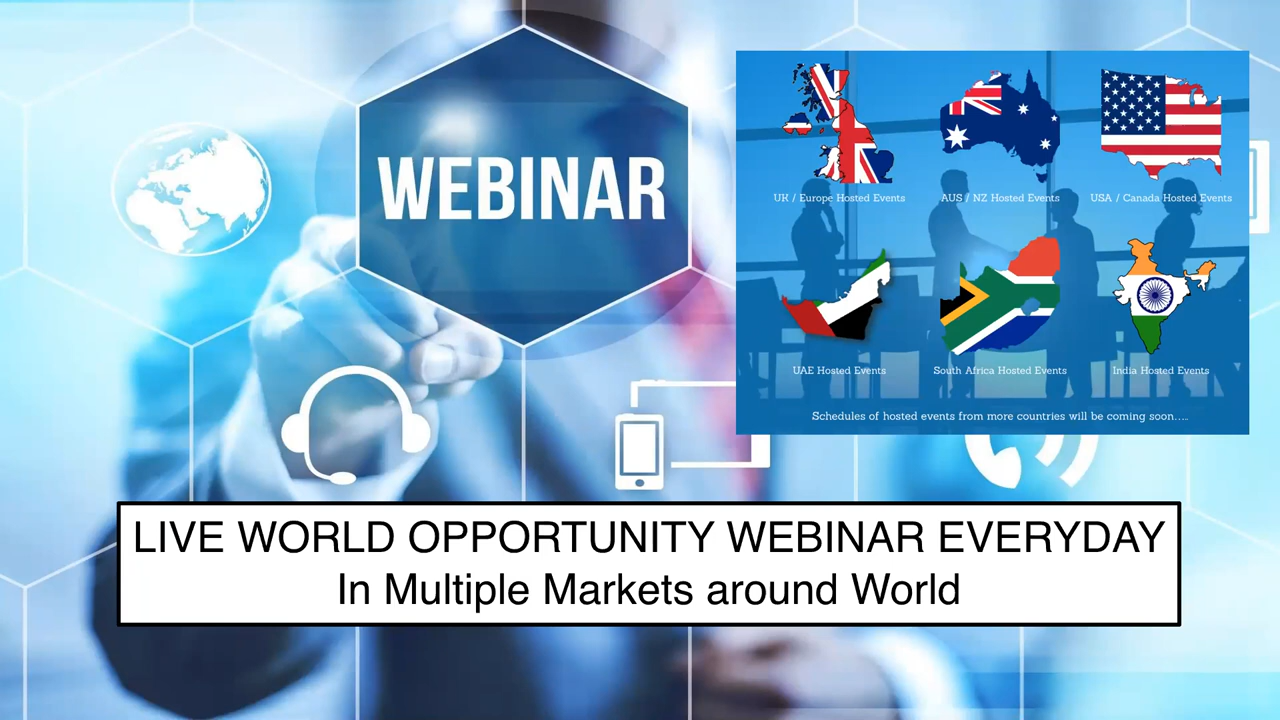 WEBINAR
UK / Europe Hosted Events
AUS / NZ Hosted Events
USA / Canada Hosted Events
UAE Hosted Events
South Africa Hosted Events
India Hosted Events
Schedules of hosted events from more countries will be coming soon.....
LIVE WORLD OPPORTUNITY WEBINAR EVERYDAY
In Multiple Markets around World